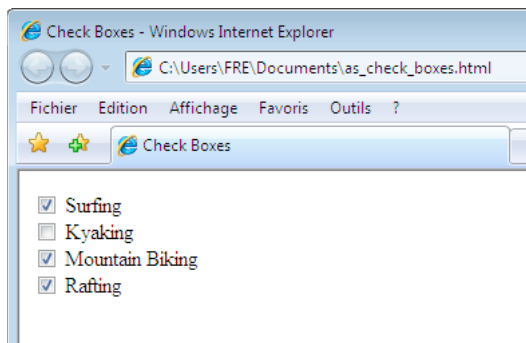 Check Boxes - Windows Internet Explorer
C:\Users\FRE\Documents\as_check_boxes.html
Fichier Edition Affichage Favoris Outils ?
Check Boxes
Surfing
Kyaking
Mountain Biking
Rafting